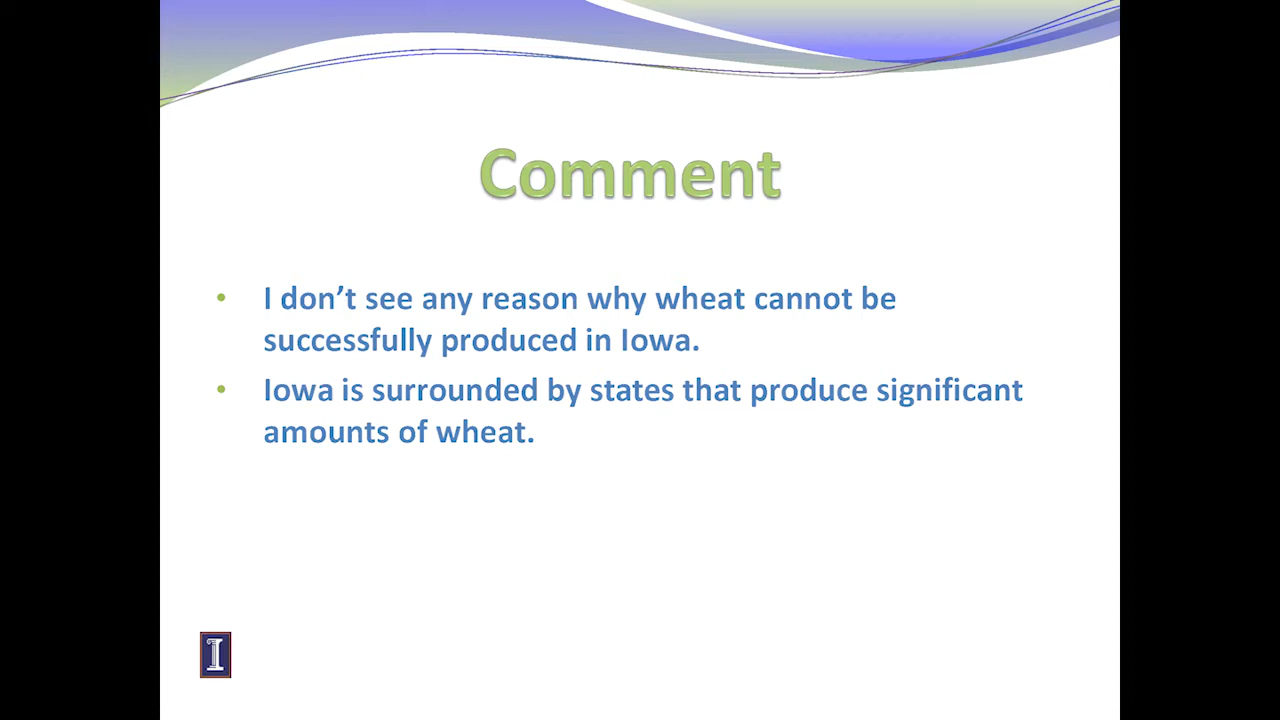 Comment
• I don’t see any reason why wheat cannot be
successfully produced in Iowa.
• Iowa is surrounded by states that produce significant
amounts of wheat.
I